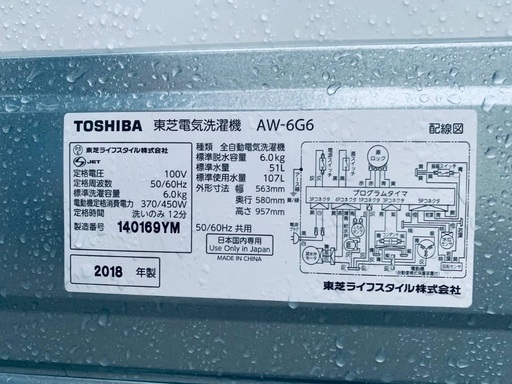 TOSHIBA 東芝電気洗濯機 AW-6G6 配線図
東芝ライフスタイル株式会社
JET
定格電圧 100V
定格周波数 50/60Hz
標準洗濯容量 6.0kg
電動機定格消費電力 370/450W
定格時間 洗いのみ 12分
製造番号 140169YM
2018 年製
種類 全自動電気洗濯機
標準脱水容量 6.0kg
標準水量 51L
標準使用水量 107L
外形寸法 幅 563mm
奥行 580mm
高さ 957mm
50/60Hz 共用
日本国内専用
Use Only in Japan
MADE IN CHINA
ロック
プログラムタイマ
東芝ライフスタイル株式会社